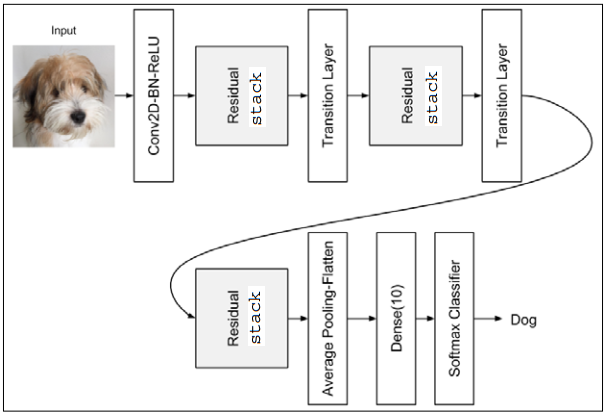 Input
Conv2D-BN-ReLU
Residual
stack
Transition Layer
Residual
stack
Transition Layer
Residual
stack
Average Pooling-Flatten
Dense(10)
Softmax Classifier
Dog